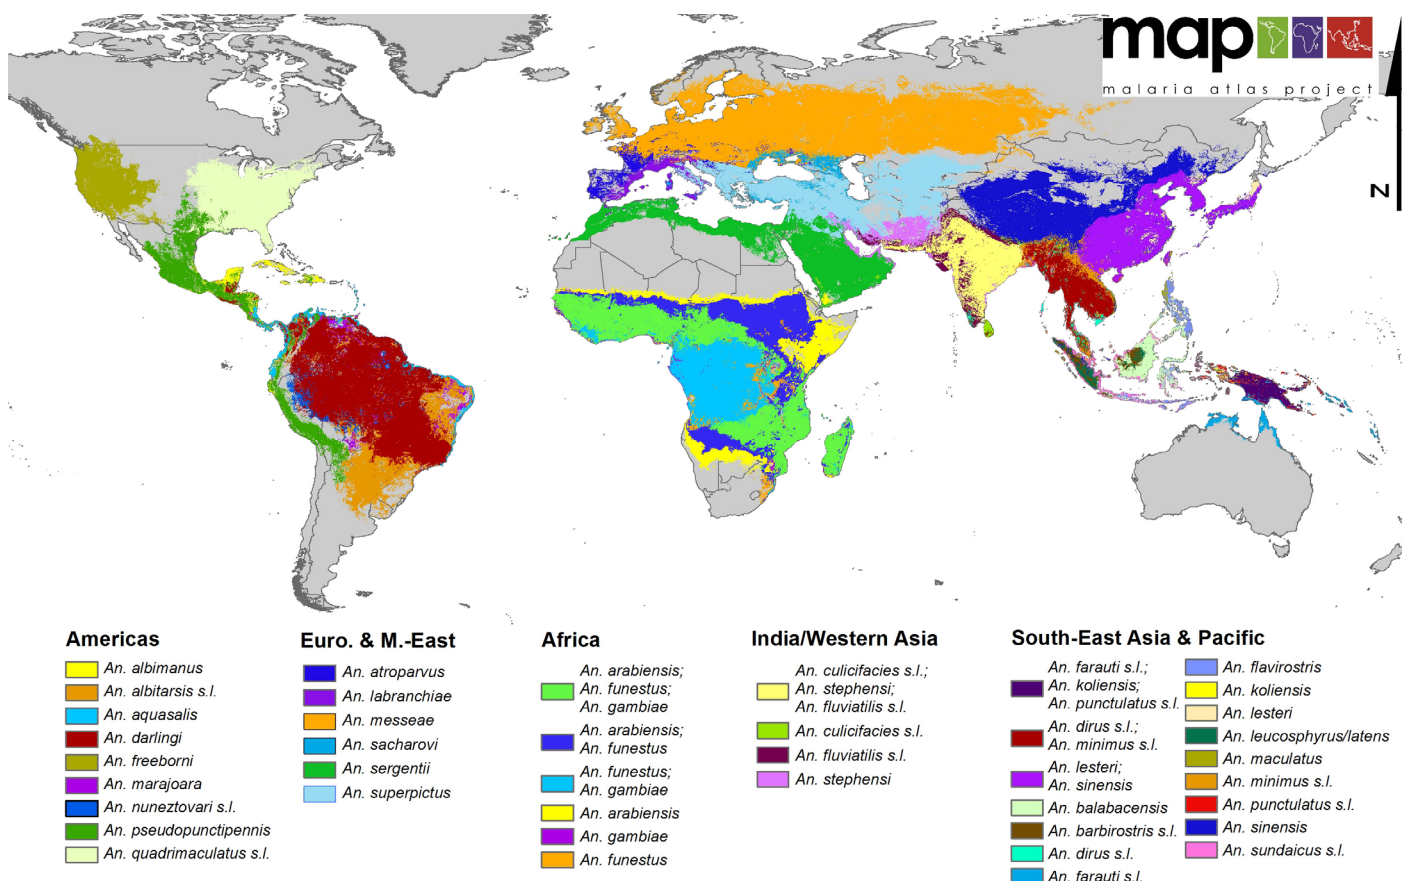 map
malaria atlas project
N
Americas
An. albimanus
An. albitarsis s.l.
An. aquasalis
An. darlingi
An. freeborni
An. marajoara
An. nuneztovari s.l.
An. pseudopunctipennis
An. quadrimaculatus s.l.
Euro. & M.-East
An. atroparvus
An. labranchiae
An. messeae
An. sacharovi
An. sergentii
An. superpictus
Africa
An. arabiensis;
An. funestus;
An. gambiae
An. arabiensis;
An. funestus
An. funestus;
An. gambiae
An. arabiensis
An. gambiae
An. funestus
India/Western Asia
An. culicifacies s.l.;
An. stephensi;
An. fluviatilis s.l.
An. culicifacies s.l.
An. fluviatilis s.l.
An. stephensi
South-East Asia & Pacific
An. farauti s.l.;
An. koliensis;
An. punctulatus s.l.
An. dirus s.l.;
An. minimus s.l.
An. lesteri;
An. sinensis
An. balabacensis
An. barbirostris s.l.
An. dirus s.l.
An. farauti s.l.
An. flavirostris
An. koliensis
An. lesteri
An. leucosphyrus/latens
An. maculatus
An. minimus s.l.
An. punctulatus s.l.
An. sinensis
An. sundaicus s.l.